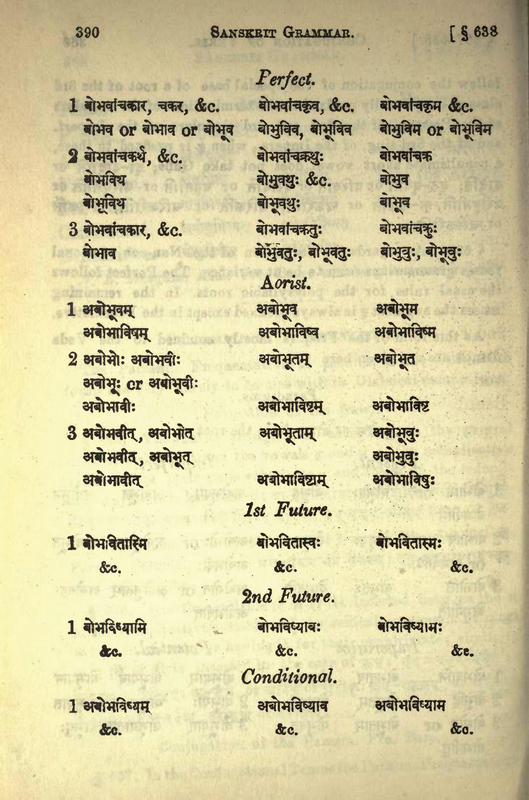 390 SANSKRIT GRAMMAR. [ § 638
Perfect.
1 बोभवांचकार, चकर, &c. बोभवांचकृव, &c. बोभवांचकृम &c.
बोभव or बोभाव or बोभूव बोभुविव, बोभूविव बोभुविम or बोभूविम
2 बोभवांचकर्थ, &c. बोभवांचक्रथुः बोभवांचक्र
बोभविथ बोभुवथुः &c. बोभुव
बोभूविथ बोभूवथुः बोभूव
3 बोभवांचकार, &c. बोभवांचक्रतुः बोभवांचक्रुः
बोभाव बोभुवतुः, बोभूवतुः बोभुवुः, बोभूवुः
Aorist.
1 अबोभूवम् अबोभूव अबोभूम
अबोभाविषम् अबोभाविष्व अबोभाविष्म
2 अबोभोः अबोभवीः अबोभूतम् अबोभूत
अबोभूः or अबोभूवीः
अबोभावीः अबोभाविष्टम् अबोभाविष्ट
3 अबोभवीत्, अबोभोत् अबोभूताम् अबोभूवुः
अबोभवीत्, अबोभूत् अबोभुवुः
अबोभावीत् अबोभाविष्टाम् अबोभाविषुः
1st Future.
1 बोभवितास्मि बोभवितास्वः बोभवितास्मः
&c. &c. &c.
2nd Future.
1 बोभविष्यामि बोभविष्यावः बोभविष्यामः
&c. &c. &c.
Conditional.
1 अबोभविष्यम् अबोभविष्याव अबोभविष्याम
&c. &c. &c.